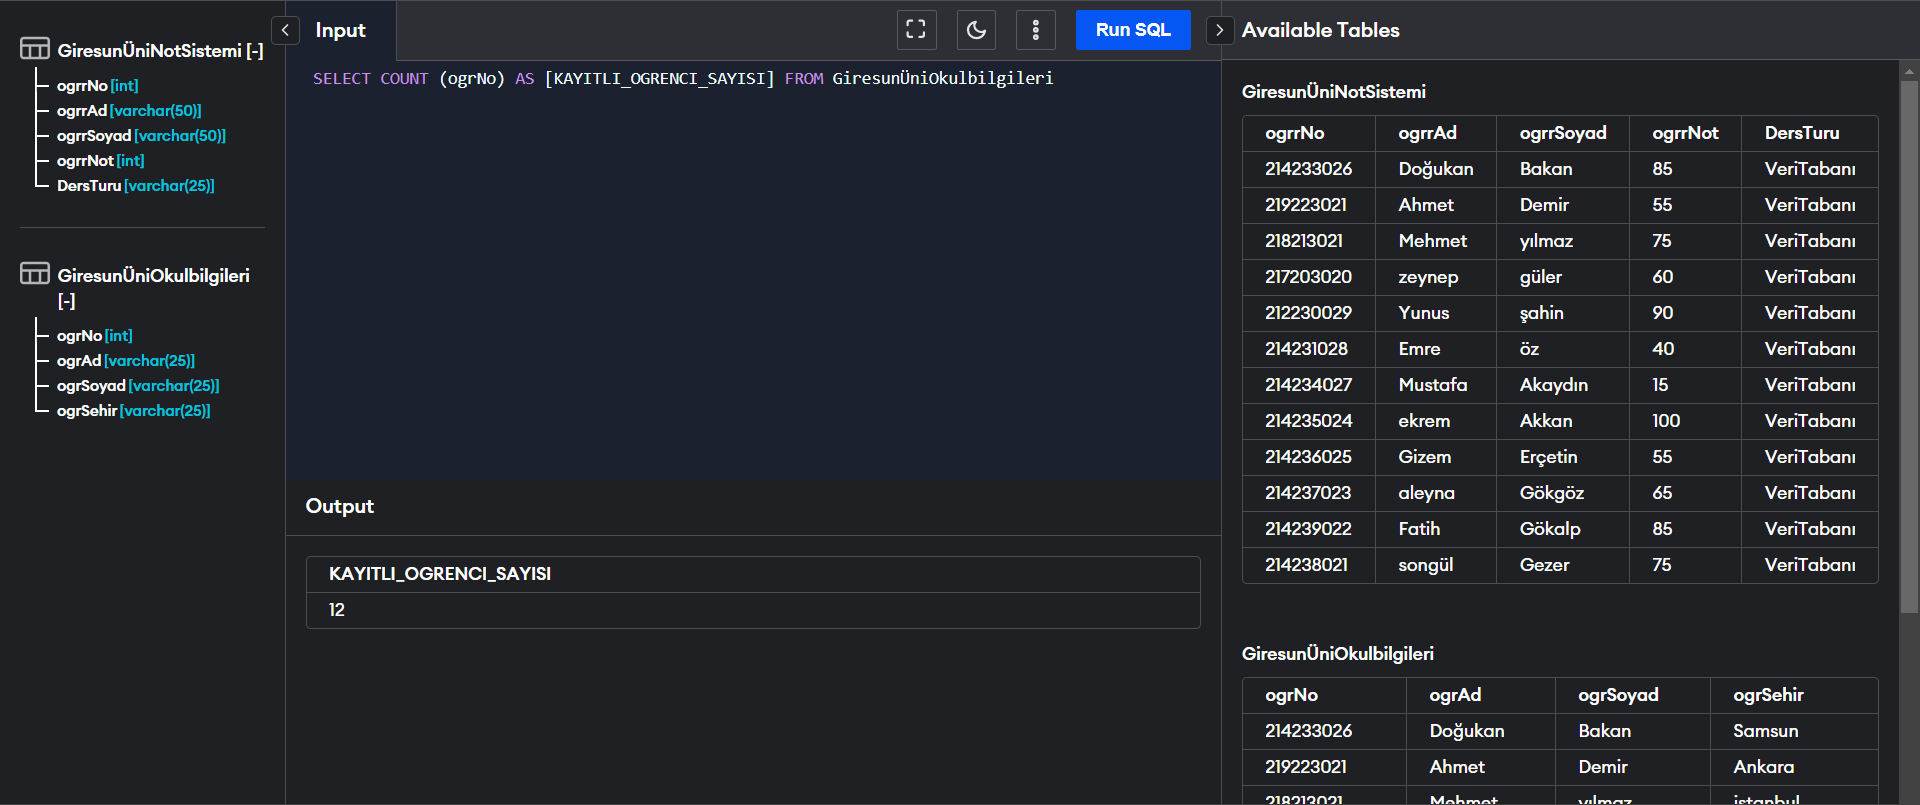 GiresunÜniNotSistemi [-]
ogrrNo [int]
ogrrAd [varchar(50)]
ogrrSoyad [varchar(50)]
ogrrNot [int]
DersTuru [varchar(25)]
GiresunÜniOkulbilgileri
[-]
ogrNo [int]
ogrAd [varchar(25)]
ogrSoyad [varchar(25)]
ogrSehir [varchar(25)]
Input
Run SQL
SELECT COUNT (ogrNo) AS [KAYITLI_OGRENCI_SAYISI] FROM GiresunÜniOkulbilgileri
Output
KAYITLI_OGRENCI_SAYISI
12
Available Tables
GiresunÜniNotSistemi
ogrrNo ogrrAd ogrrSoyad ogrrNot DersTuru
214233026 Doğukan Bakan 85 VeriTabanı
219223021 Ahmet Demir 55 VeriTabanı
218213021 Mehmet yılmaz 75 VeriTabanı
217203020 zeynep güler 60 VeriTabanı
212230029 Yunus şahin 90 VeriTabanı
214231028 Emre öz 40 VeriTabanı
214234027 Mustafa Akaydın 15 VeriTabanı
214235024 ekrem Akkan 100 VeriTabanı
214236025 Gizem Erçetin 55 VeriTabanı
214237023 aleyna Gökgöz 65 VeriTabanı
214239022 Fatih Gökalp 85 VeriTabanı
214238021 songül Gezer 75 VeriTabanı
GiresunÜniOkulbilgileri
ogrNo ogrAd ogrSoyad ogrSehir
214233026 Doğukan Bakan Samsun
219223021 Ahmet Demir Ankara
218213021 Mehmet yılmaz istanbul